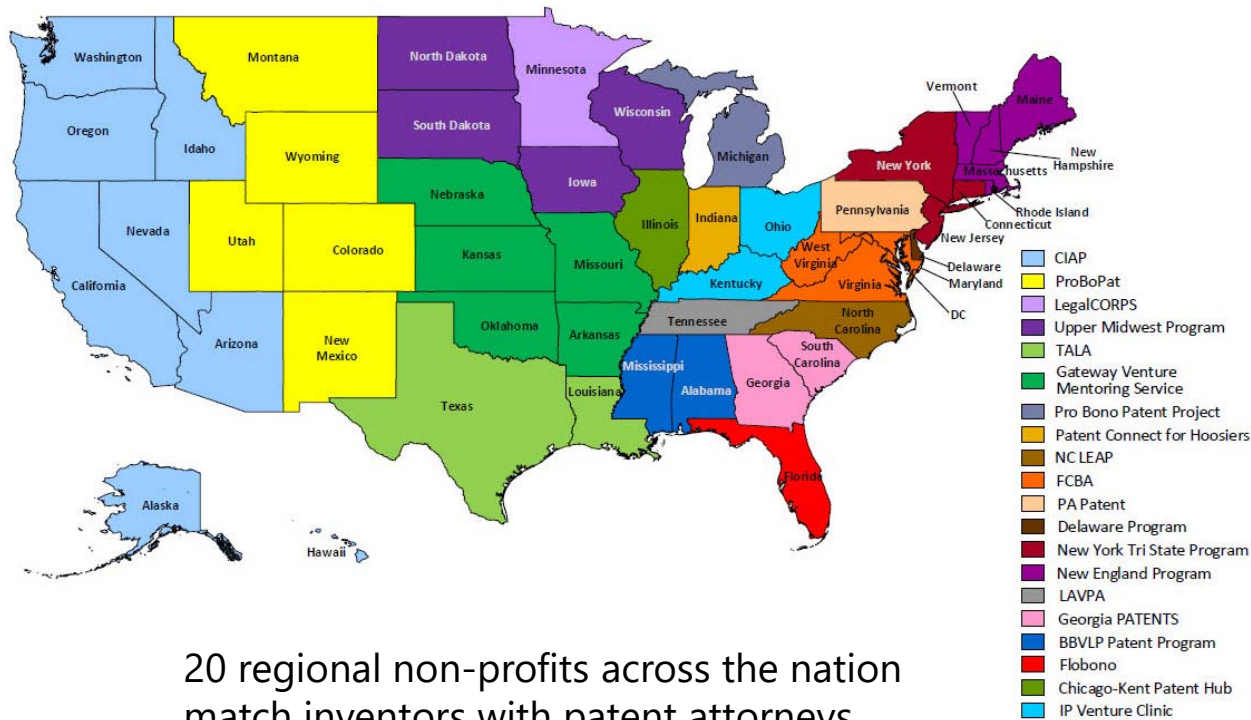 Washington
Montana
North Dakota
Minnesota
Vermont
Maine
Oregon
Idaho
Wyoming
South Dakota
Wisconsin
Michigan
New York
New
Hampshire
Massachusetts
Nevada
Utah
Colorado
Nebraska
Iowa
Illinois
Indiana
Ohio
Pennsylvania
Rhode Island
Connecticut
New Jersey
California
Kansas
Missouri
Kentucky
West
Virginia
Virginia
Delaware
Maryland
DC
Arizona
New
Mexico
Oklahoma
Arkansas
Tennessee
North
Carolina
South
Carolina
Mississippi
Alabama
Georgia
Texas
Louisiana
Florida
Alaska
Hawaii
CIAP
ProBoPat
LegalCORPS
Upper Midwest Program
TALA
Gateway Venture
Mentoring Service
Pro Bono Patent Project
Patent Connect for Hoosiers
NC LEAP
FCBA
PA Patent
Delaware Program
New York Tri State Program
New England Program
LAVPA
Georgia PATENTS
BBVLP Patent Program
Flobono
Chicago-Kent Patent Hub
IP Venture Clinic
20 regional non-profits across the nation
match inventors with patent attorneys